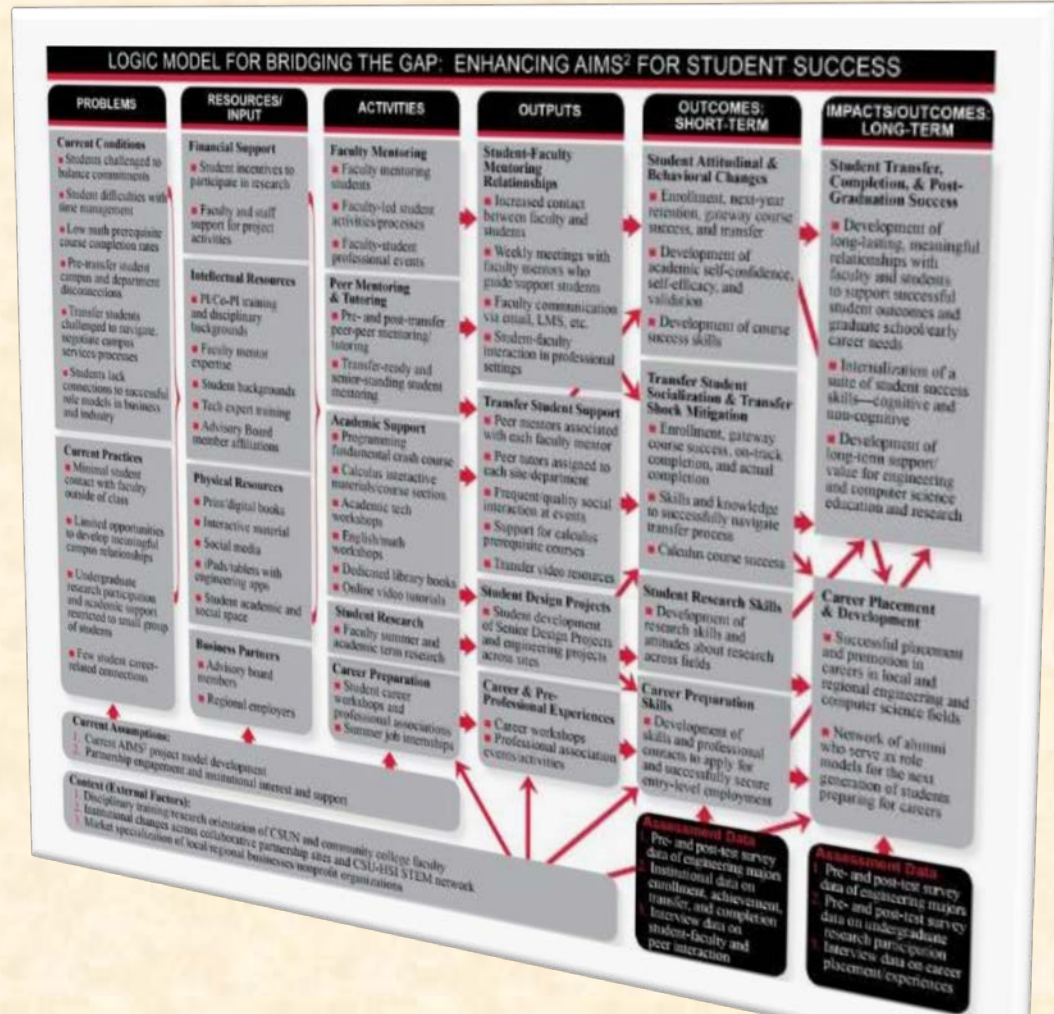 LOGIC MODEL FOR BRIDGING THE GAP: ENHANCING AIMS² FOR STUDENT SUCCESS
PROBLEMS
Current Conditions
■ Students challenged to
balance commitments
■ Student difficulties with
time management
■ Low math prerequisite
course completion rates
■ Pre-transfer student
campus and department
disconnections
■ Transfer students
challenged to navigate,
negotiate campus
services processes
■ Students lack
connections to successful
role models in business
and industry
Current Practices
■ Minimal student
contact with faculty
outside of class
■ Limited opportunities
to develop meaningful
campus relationships
■ Undergraduate
research participation
and academic support
restricted to small group
of students
■ Few student career-
related connections
RESOURCES/
INPUT
Financial Support
■ Student incentives to
participate in research
■ Faculty and staff
support for project
activities
Intellectual Resources
■ PI/Co-PI training
and disciplinary
backgrounds
■ Faculty mentor
expertise
■ Student backgrounds
■ Tech expert training
■ Advisory Board
member affiliations
Physical Resources
■ Print/digital books
■ Interactive material
■ Social media
■ iPads/tablets with
engineering apps
■ Student academic and
social space
Business Partners
■ Advisory board
members
■ Regional employers
ACTIVITIES
Faculty Mentoring
■ Faculty mentoring
students
■ Faculty-led student
activities/processes
■ Faculty-student
professional events
Peer Mentoring
& Tutoring
■ Pre- and post-transfer
peer-peer mentoring/
tutoring
■ Transfer-ready and
senior-standing student
mentoring
Academic Support
■ Programming
fundamental crash course
■ Calculus interactive
materials/course section
■ Academic tech
workshops
■ English/math
workshops
■ Dedicated library books
■ Online video tutorials
Student Research
■ Faculty summer and
academic term research
Career Preparation
■ Student career
workshops and
professional associations
■ Summer job internships
OUTPUTS
Student-Faculty
Mentoring
Relationships
■ Increased contact
between faculty and
students
■ Weekly meetings with
faculty mentors who
guide/support students
■ Faculty communication
via email, LMS, etc.
■ Student-faculty
interaction in professional
settings
Transfer Student Support
■ Peer mentors associated
with each faculty mentor
■ Peer tutors assigned to
each site/department
■ Frequent/quality social
interaction at events
■ Support for calculus
prerequisite courses
■ Transfer video resources
Student Design Projects
■ Student development
of Senior Design Projects
and engineering projects
across sites
Career & Pre-
Professional Experiences
■ Career workshops
■ Professional association
events/activities
OUTCOMES:
SHORT-TERM
Student Attitudinal &
Behavioral Changes
■ Enrollment, next-year
retention, gateway course
success, and transfer
■ Development of
academic self-confidence,
self-efficacy, and
validation
■ Development of course
success skills
Transfer Student
Socialization & Transfer
Shock Mitigation
■ Enrollment, gateway
course success, on-track
completion, and actual
completion
■ Skills and knowledge
to successfully navigate
transfer process
■ Calculus course success
Student Research Skills
■ Development of
research skills and
attitudes about research
across fields
Career Preparation
Skills
■ Development of
skills and professional
contacts to apply for
and successfully secure
entry-level employment
Assessment Data
1. Pre- and post-test survey
data of engineering majors
2. Institutional data on
enrollment, achievement,
transfer, and completion
3. Interview data on
student-faculty and
peer interaction
IMPACTS/OUTCOMES:
LONG-TERM
Student Transfer,
Completion, & Post-
Graduation Success
■ Development of
long-lasting, meaningful
relationships with
faculty and students
to support successful
student outcomes and
graduate school/early
career needs
■ Internalization of a
suite of student success
skills—cognitive and
non-cognitive
■ Development of
long-term support/
value for engineering
and computer science
education and research
Career Placement
& Development
■ Successful placement
and promotion in
careers in local and
regional engineering and
computer science fields
■ Network of alumni
who serve as role
models for the next
generation of students
preparing for careers
Assessment Data
1. Pre- and post-test survey
data of engineering majors
2. Pre- and post-test survey
data on undergraduate
research participation
3. Interview data on career
placement/experiences
Current Assumptions:
1. Current AIMS² project model development
2. Partnership engagement and institutional interest and support
Context (External Factors):
1. Disciplinary training/research orientation of CSUN and community college faculty
2. Institutional changes across collaborative partnership sites and CSU-HSI STEM network
3. Market specialization of local/regional businesses/nonprofit organizations